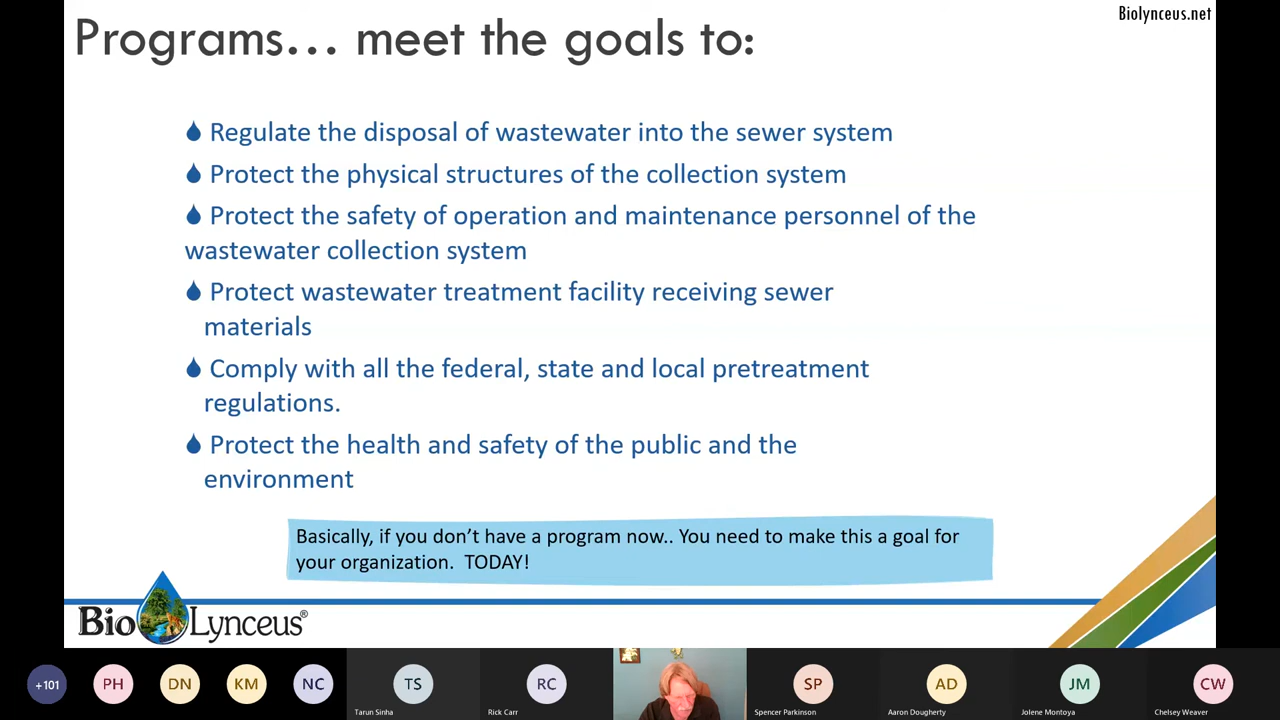 Biolynceus.net
Programs... meet the goals to:
Regulate the disposal of wastewater into the sewer system
Protect the physical structures of the collection system
Protect the safety of operation and maintenance personnel of the
wastewater collection system
Protect wastewater treatment facility receiving sewer
materials
Comply with all the federal, state and local pretreatment
regulations.
Protect the health and safety of the public and the
environment
Basically, if you don't have a program now.. You need to make this a goal for
your organization. TODAY!
Bio Lynceus®
+101 PH DN KM NC TS RC SP AD JM CW
Tarun Sinha Rick Carr Spencer Parkinson Aaron Dougherty Jolene Montoya Chelsey Weaver